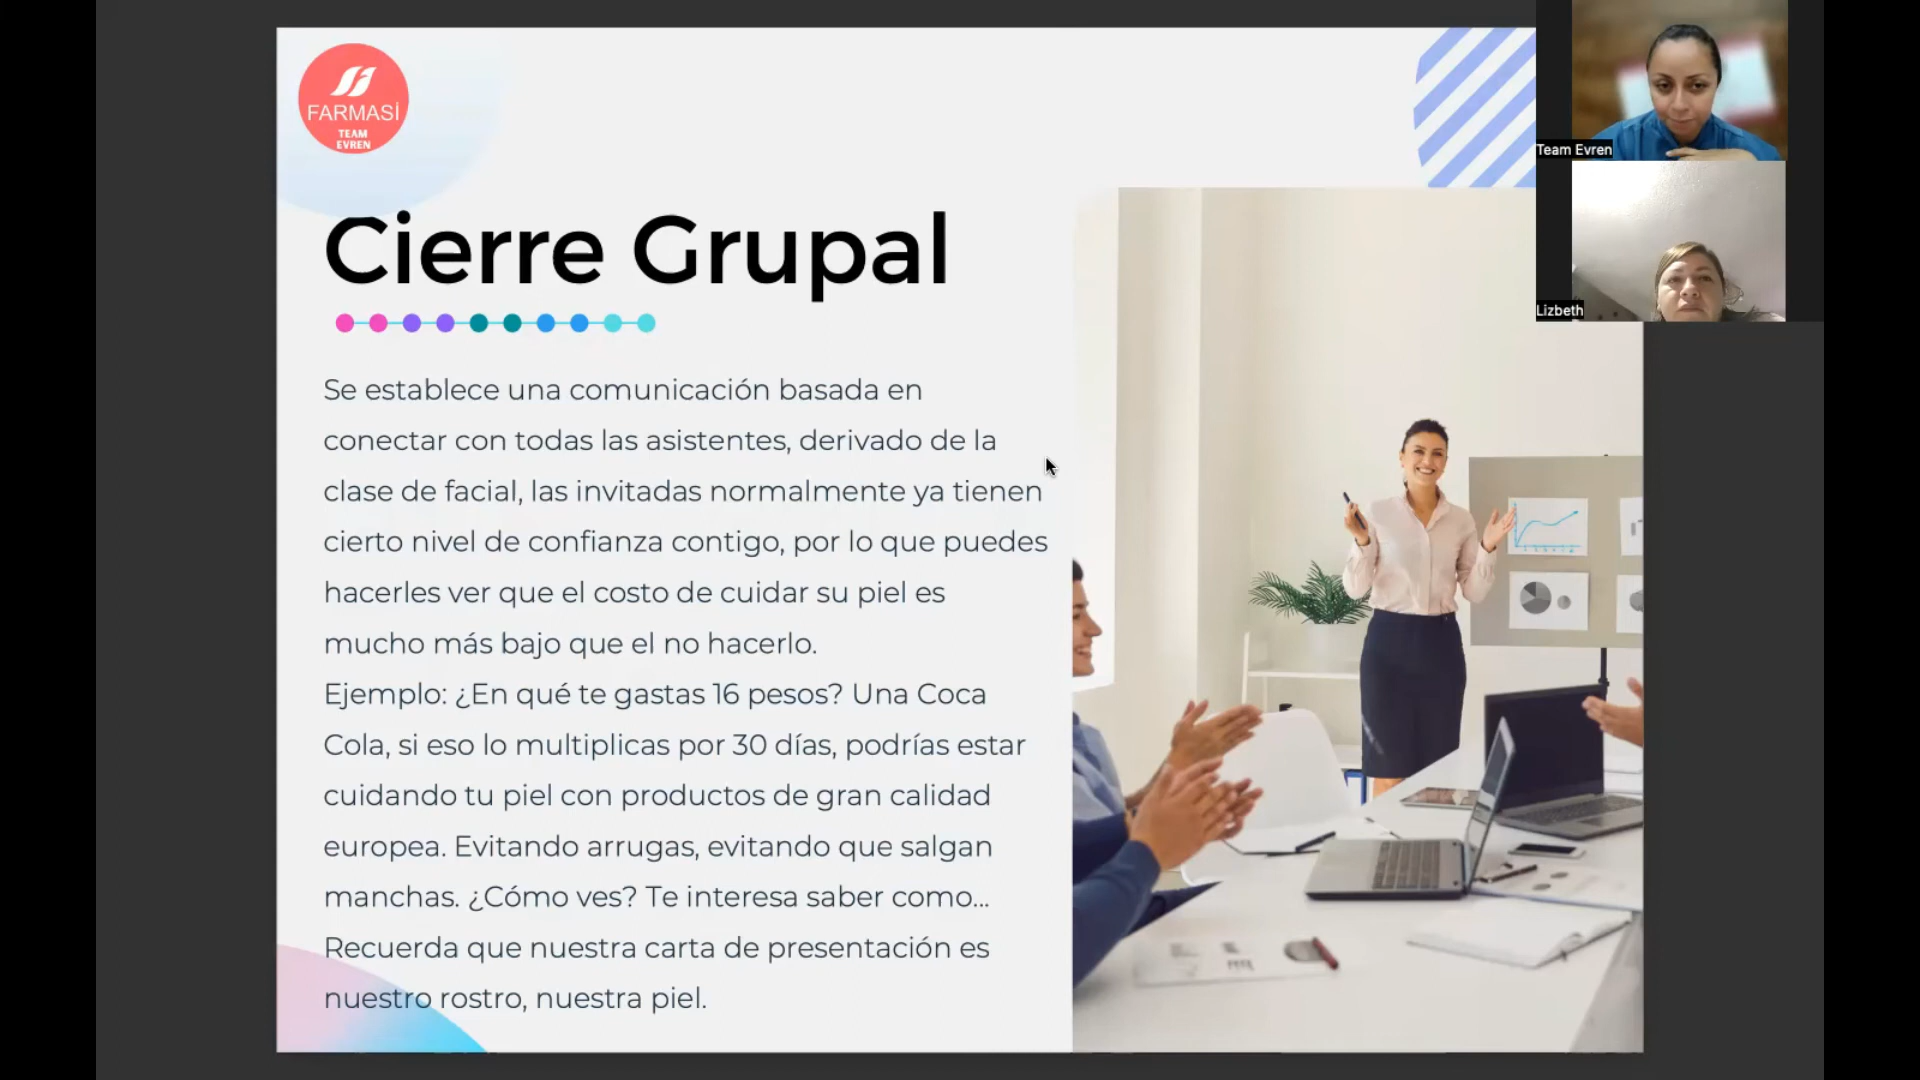 FARMASİ
TEAM
EVREN
Team Evren
Lizbeth
Cierre Grupal
Se establece una comunicación basada en
conectar con todas las asistentes, derivado de la
clase de facial, las invitadas normalmente ya tienen
cierto nivel de confianza contigo, por lo que puedes
hacerles ver que el costo de cuidar su piel es
mucho más bajo que el no hacerlo.
Ejemplo: ¿En qué te gastas 16 pesos? Una Coca
Cola, si eso lo multiplicas por 30 días, podrías estar
cuidando tu piel con productos de gran calidad
europea. Evitando arrugas, evitando que salgan
manchas. ¿Cómo ves? Te interesa saber como...
Recuerda que nuestra carta de presentación es
nuestro rostro, nuestra piel.